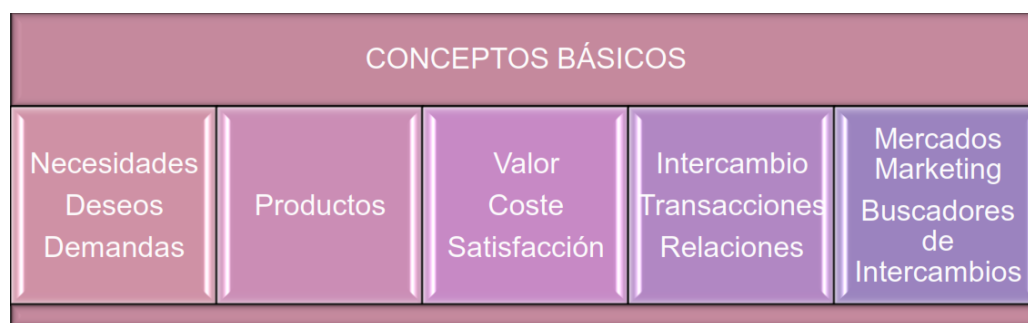 CONCEPTOS BÁSICOS
Necesidades
Deseos
Demandas
Productos
Valor
Coste
Satisfacción
Intercambio
Transacciones
Relaciones
Mercados
Marketing
Buscadores
de
Intercambios